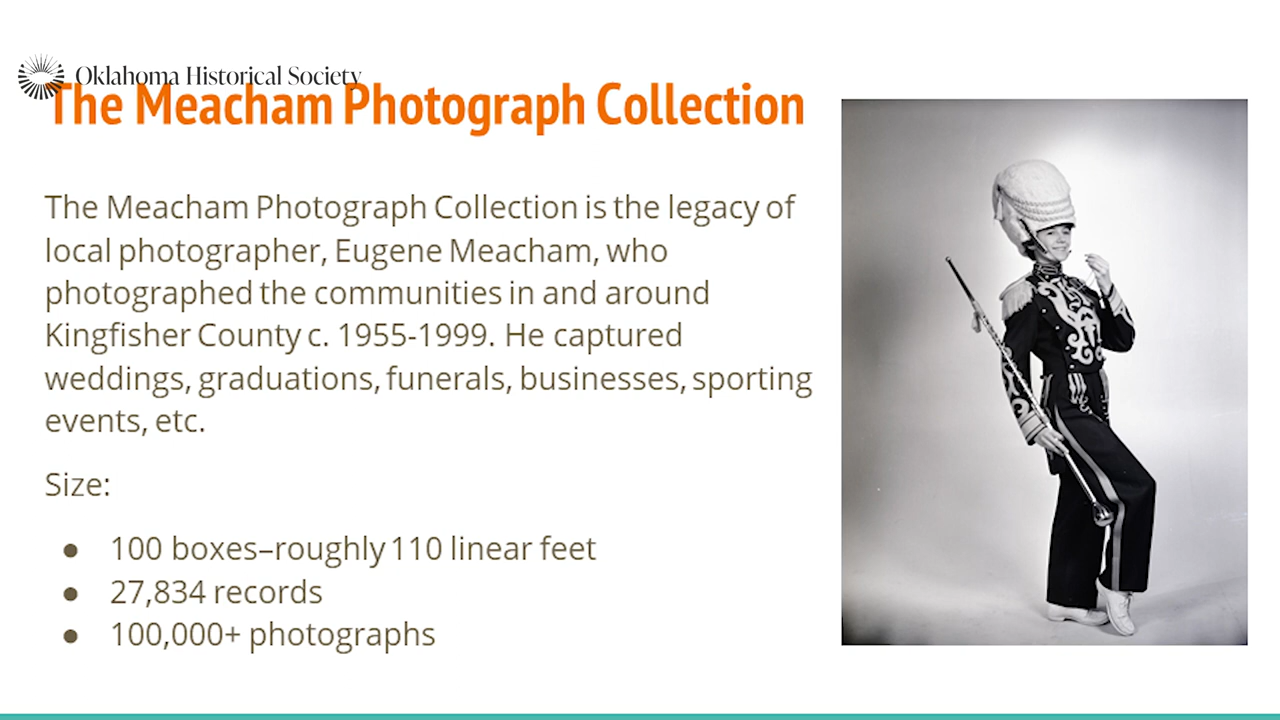 Oklahoma Historical Society
The Meacham Photograph Collection
The Meacham Photograph Collection is the legacy of
local photographer, Eugene Meacham, who
photographed the communities in and around
Kingfisher County c. 1955-1999. He captured
weddings, graduations, funerals, businesses, sporting
events, etc.
Size:
● 100 boxes–roughly 110 linear feet
● 27,834 records
● 100,000+ photographs